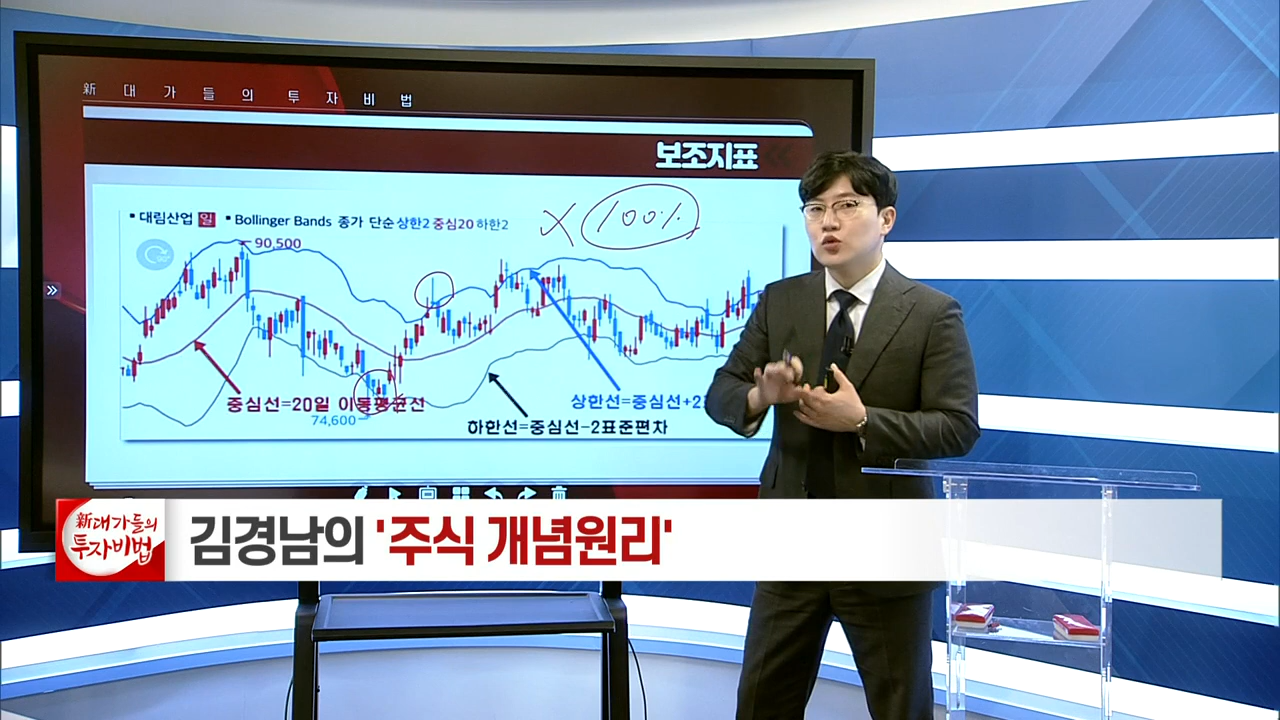 新 대 가 들 의 투 자 비 법
보조지표
▪ 대림산업 일 ▪ Bollinger Bands 종가 단순 상한2 중심20 하한2
X 100%
90,500
중심선=20일 이동평균선
상한선=중심선+2
74,600
하한선=중심선-2표준편차
新 대가들의
투자비법
김경남의 '주식 개념원리'